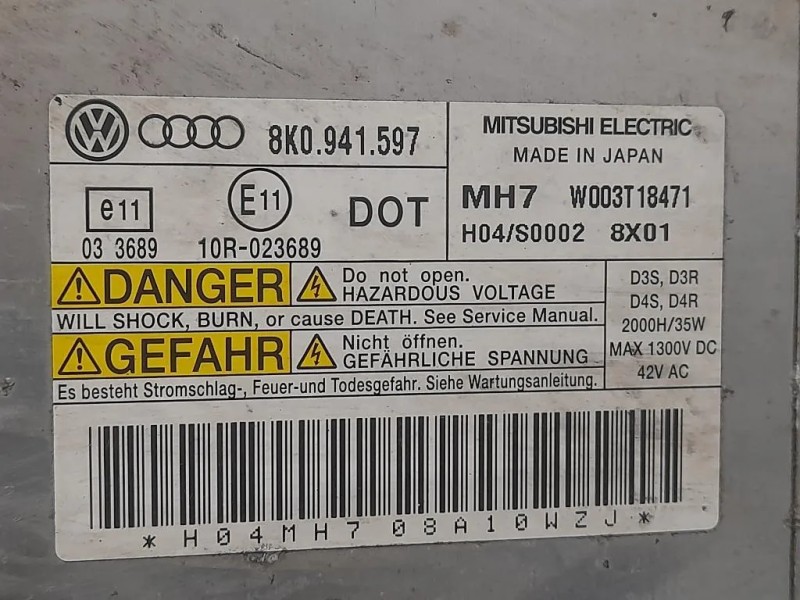 8K0.941.597
MITSUBISHI ELECTRIC
MADE IN JAPAN
e11
E11
DOT
03 3689
10R-023689
MH7 W003T18471
H04/S0002 8X01
DANGER
Do not open.
HAZARDOUS VOLTAGE
WILL SHOCK, BURN, or cause DEATH. See Service Manual.
GEFAHR
Nicht öffnen.
GEFÄHRLICHE SPANNUNG
Es besteht Stromschlag-, Feuer-und Todesgefahr. Siehe Wartungsanleitung.
D3S, D3R
D4S, D4R
2000H/35W
MAX 1300V DC
42V AC
*H04MH708A10WZJ*